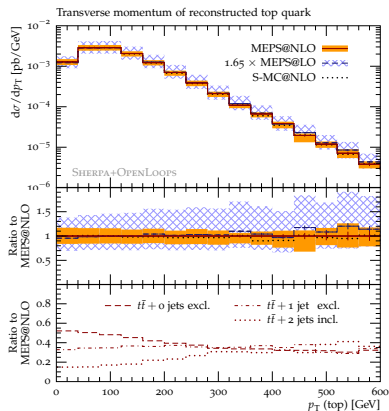 Transverse momentum of reconstructed top quark
MEPS@NLO
1.65 × MEPS@LO
S-MC@NLO
dσ/dp_T [pb/GeV]
10⁻²
10⁻³
10⁻⁴
10⁻⁵
10⁻⁶
SHERPA+OPENLOOPS
Ratio to
MEPS@NLO
1.5
1.0
0.5
Ratio to
MEPS@NLO
0.8
0.6
0.4
0.2
0
tt̄ + 0 jets excl.
tt̄ + 1 jet excl.
tt̄ + 2 jets incl.
0 100 200 300 400 500 600
p_T (top) [GeV]